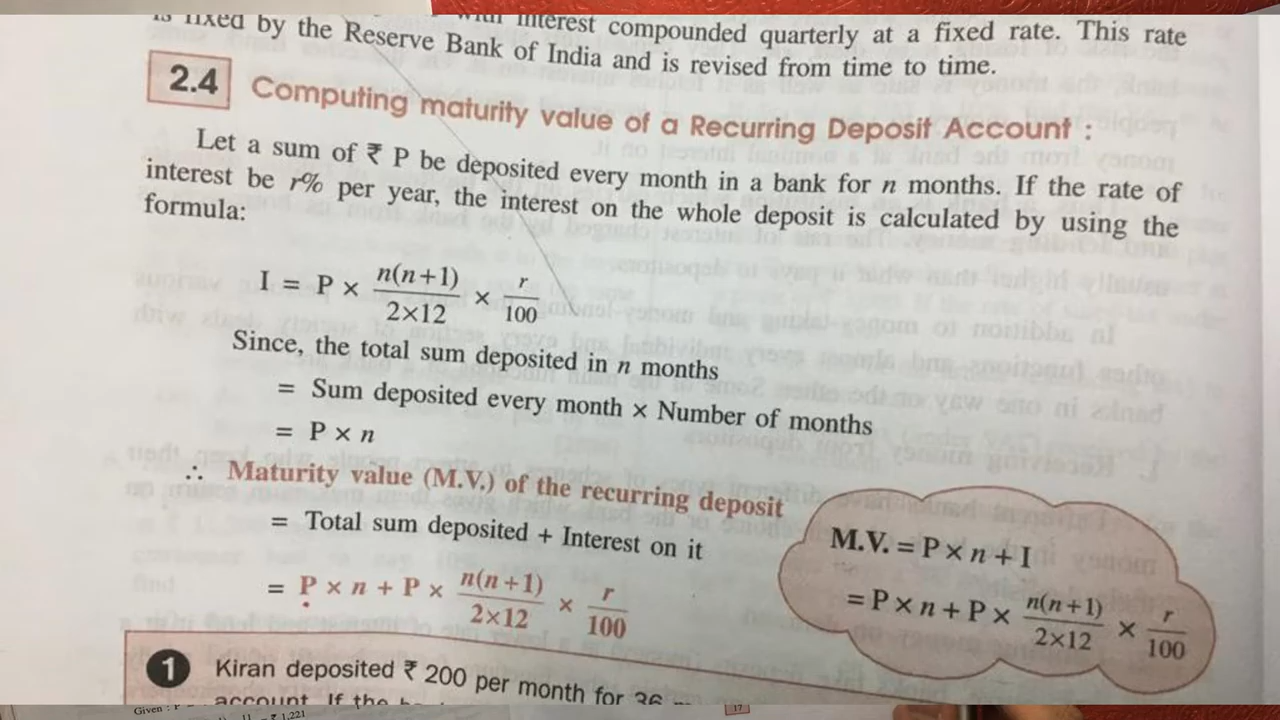 is fixed by the Reserve Bank of India and is revised from time to time.
with interest compounded quarterly at a fixed rate. This rate
2.4 Computing maturity value of a Recurring Deposit Account :
Let a sum of ₹ P be deposited every month in a bank for n months. If the rate of
interest be r% per year, the interest on the whole deposit is calculated by using the
formula:
I = P × n(n+1)/2×12 × r/100
Since, the total sum deposited in n months
= Sum deposited every month × Number of months
= P × n
∴ Maturity value (M.V.) of the recurring deposit
= Total sum deposited + Interest on it
= P × n + P × n(n+1)/2×12 × r/100
M.V. = P × n + I
= P × n + P × n(n+1)/2×12 × r/100
1 Kiran deposited ₹ 200 per month for 36
account. If the
Given :
₹ 1,221
17